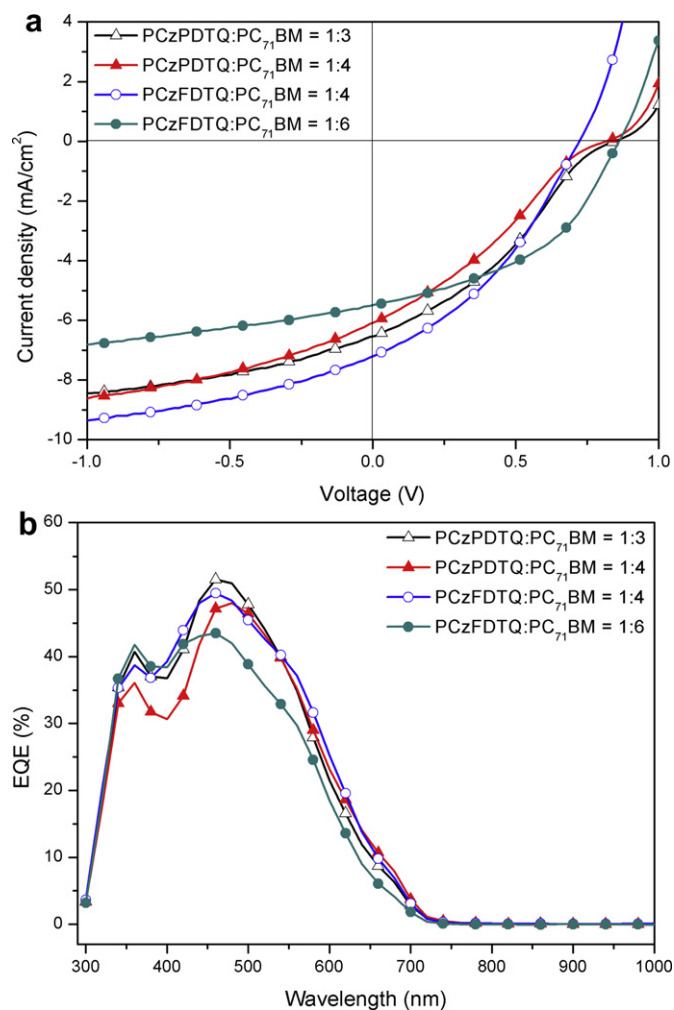 a
PCzPDTQ:PC₇₁BM = 1:3
PCzPDTQ:PC₇₁BM = 1:4
PCzFDTQ:PC₇₁BM = 1:4
PCzFDTQ:PC₇₁BM = 1:6
Current density (mA/cm²)
4
2
0
-2
-4
-6
-8
-10
-1.0 -0.5 0.0 0.5 1.0
Voltage (V)
b
PCzPDTQ:PC₇₁BM = 1:3
PCzPDTQ:PC₇₁BM = 1:4
PCzFDTQ:PC₇₁BM = 1:4
PCzFDTQ:PC₇₁BM = 1:6
EQE (%)
60
50
40
30
20
10
0
300 400 500 600 700 800 900 1000
Wavelength (nm)